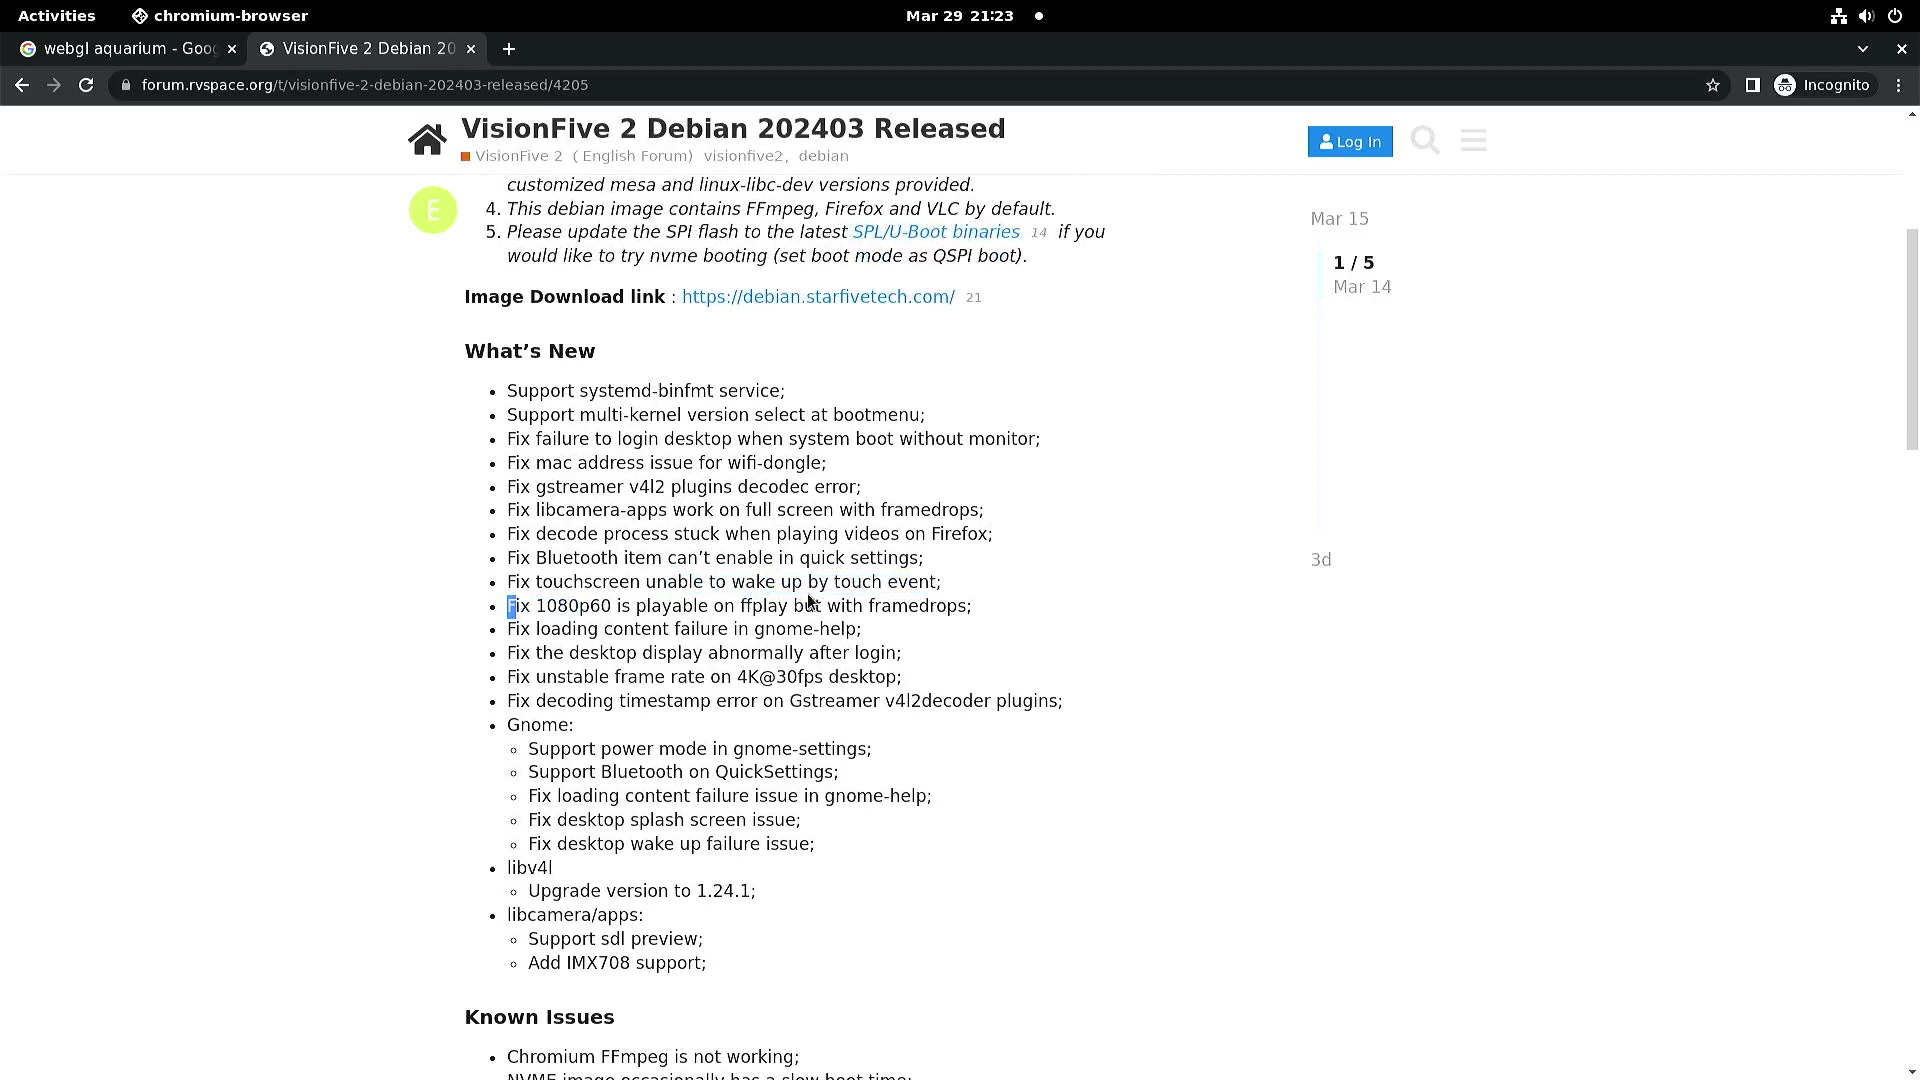 Activities chromium-browser Mar 29 21:23
webgl aquarium - Goo VisionFive 2 Debian 20
forum.rvspace.org/t/visionfive-2-debian-202403-released/4205 Incognito
VisionFive 2 Debian 202403 Released
VisionFive 2 ( English Forum) visionfive2, debian
Log In
customized mesa and linux-libc-dev versions provided.
E
4. This debian image contains FFmpeg, Firefox and VLC by default.
5. Please update the SPI flash to the latest SPL/U-Boot binaries 14 if you
would like to try nvme booting (set boot mode as QSPI boot).
Mar 15
1 / 5
Mar 14
3d
Image Download link : https://debian.starfivetech.com/ 21
What’s New
• Support systemd-binfmt service;
• Support multi-kernel version select at bootmenu;
• Fix failure to login desktop when system boot without monitor;
• Fix mac address issue for wifi-dongle;
• Fix gstreamer v4l2 plugins decodec error;
• Fix libcamera-apps work on full screen with framedrops;
• Fix decode process stuck when playing videos on Firefox;
• Fix Bluetooth item can’t enable in quick settings;
• Fix touchscreen unable to wake up by touch event;
• Fix 1080p60 is playable on ffplay but with framedrops;
• Fix loading content failure in gnome-help;
• Fix the desktop display abnormally after login;
• Fix unstable frame rate on 4K@30fps desktop;
• Fix decoding timestamp error on Gstreamer v4l2decoder plugins;
• Gnome:
◦ Support power mode in gnome-settings;
◦ Support Bluetooth on QuickSettings;
◦ Fix loading content failure issue in gnome-help;
◦ Fix desktop splash screen issue;
◦ Fix desktop wake up failure issue;
• libv4l
◦ Upgrade version to 1.24.1;
• libcamera/apps:
◦ Support sdl preview;
◦ Add IMX708 support;
Known Issues
• Chromium FFmpeg is not working;
NVME image occasionally has a slow boot time;